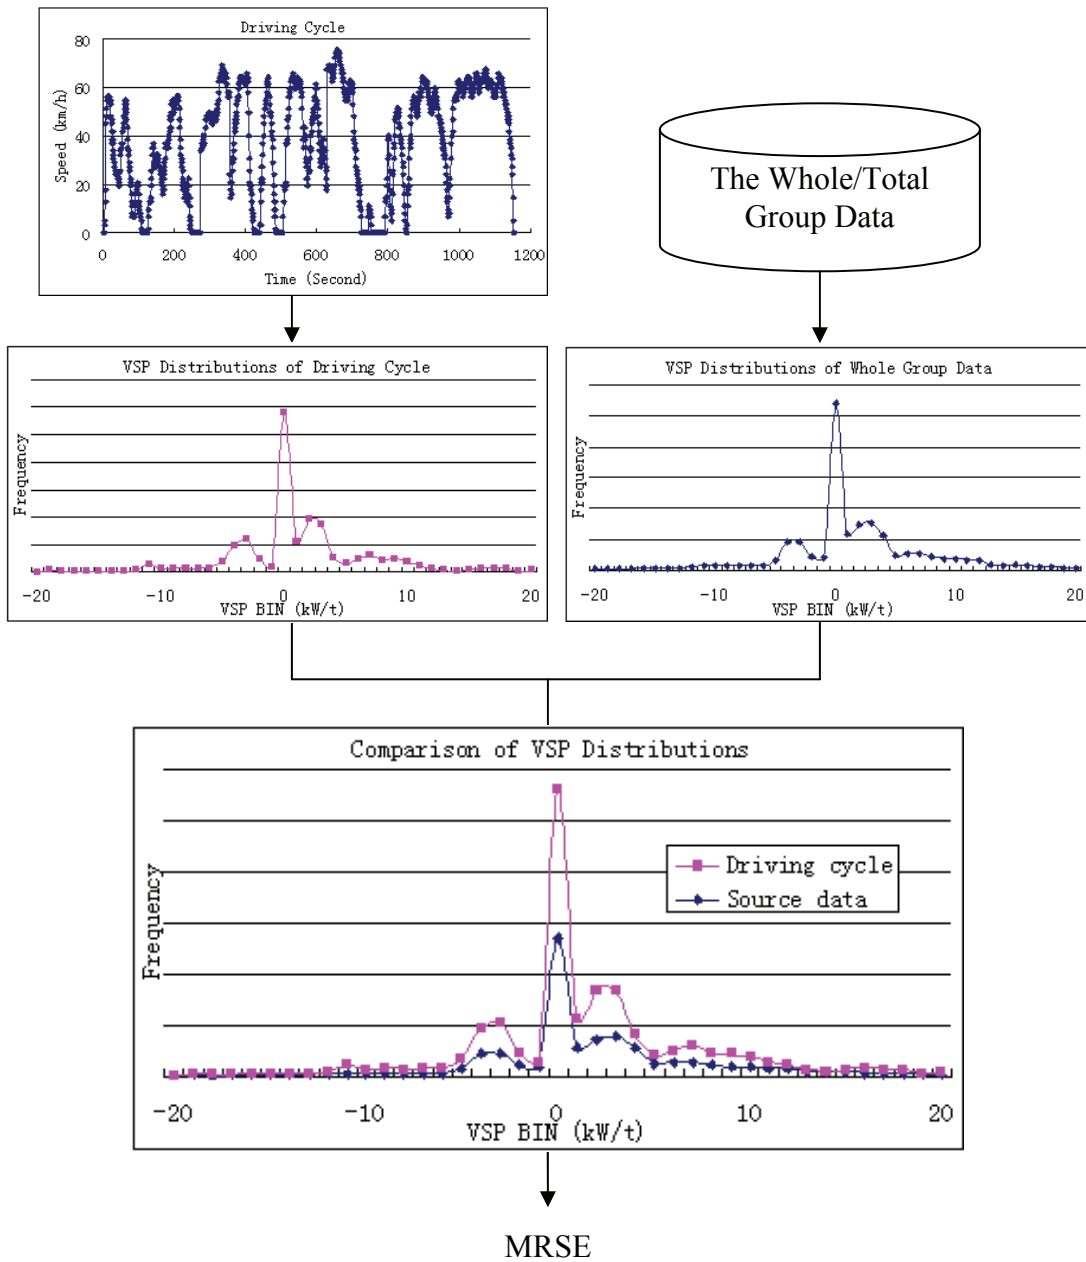 Driving Cycle
80
60
40
20
0
Speed (km/h)
0 200 400 600 800 1000 1200
Time (Second)
The Whole/Total
Group Data
VSP Distributions of Driving Cycle
Frequency
-20 -10 0 10 20
VSP BIN (kW/t)
VSP Distributions of Whole Group Data
Frequency
-20 -10 0 10 20
VSP BIN (kW/t)
Comparison of VSP Distributions
Frequency
Driving cycle
Source data
-20 -10 0 10 20
VSP BIN (kW/t)
MRSE